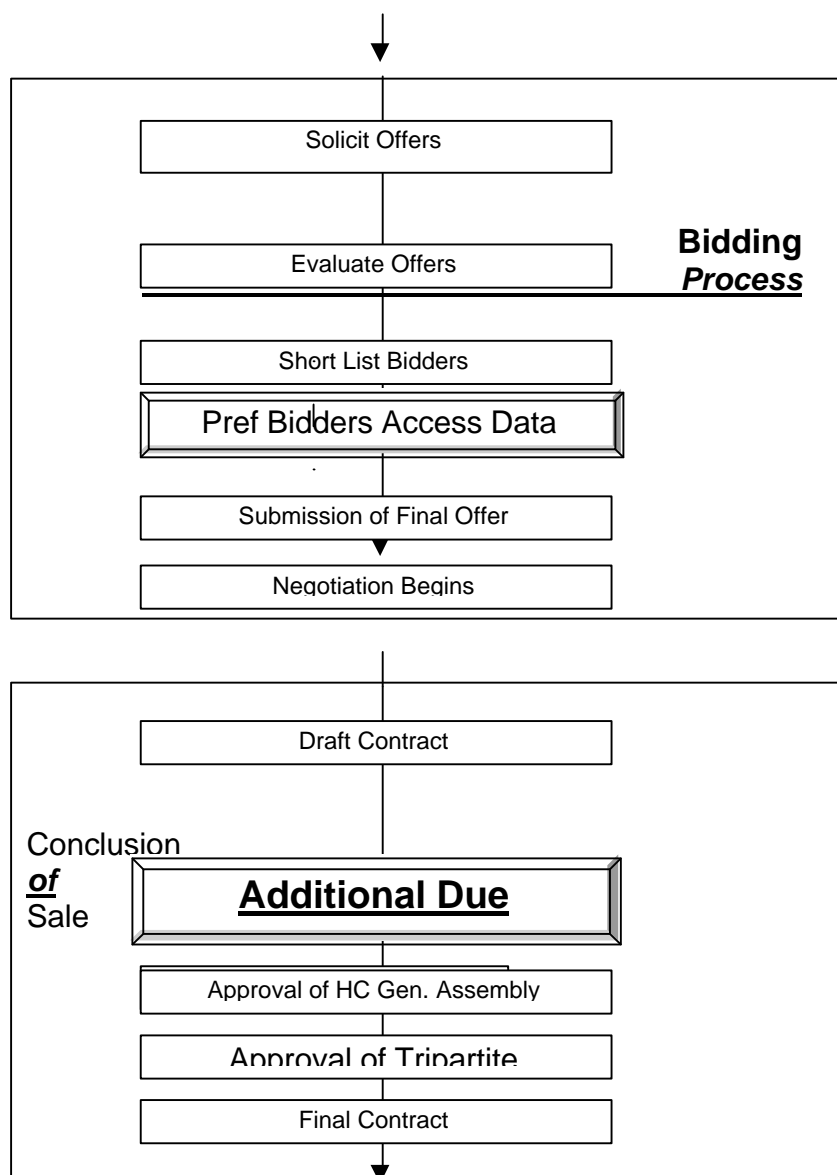 Solicit Offers
Bidding
Evaluate Offers
Process
Short List Bidders
Pref Bidders Access Data
Submission of Final Offer
Negotiation Begins
Draft Contract
Conclusion
of
Sale
Additional Due
Approval of HC Gen. Assembly
Approval of Tripartite
Final Contract